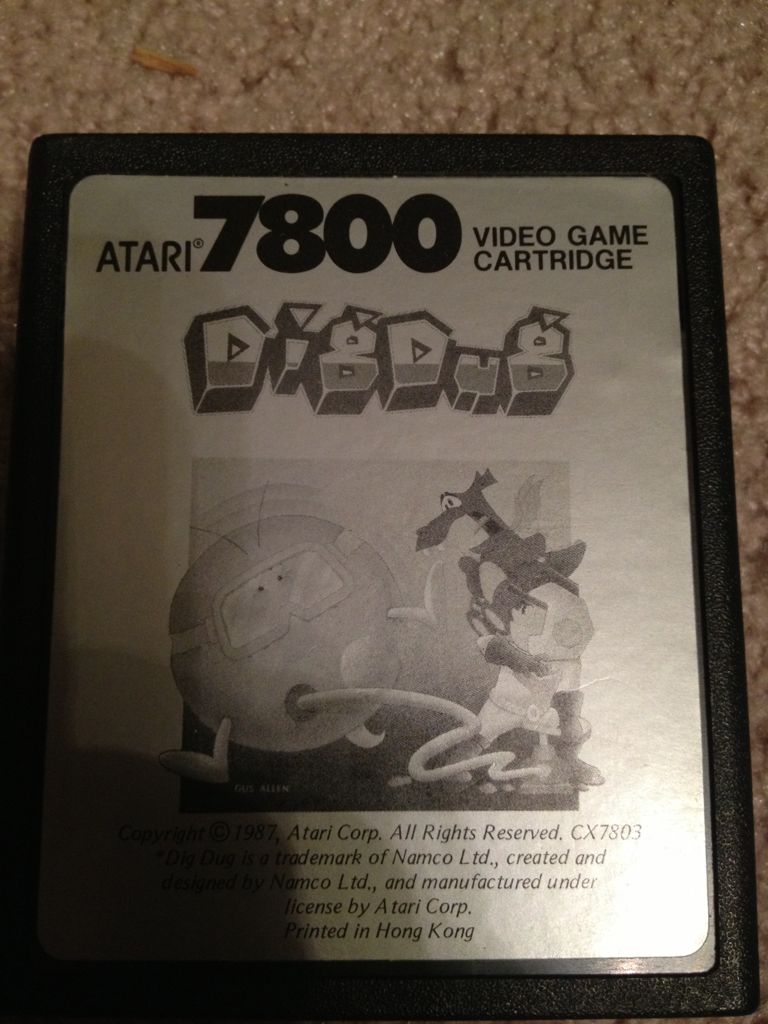 ATARI® 7800 VIDEO GAME CARTRIDGE
Dig Dug
GUS ALLEN
Copyright © 1987, Atari Corp. All Rights Reserved. CX7803
*Dig Dug is a trademark of Namco Ltd., created and
designed by Namco Ltd., and manufactured under
license by Atari Corp.
Printed in Hong Kong